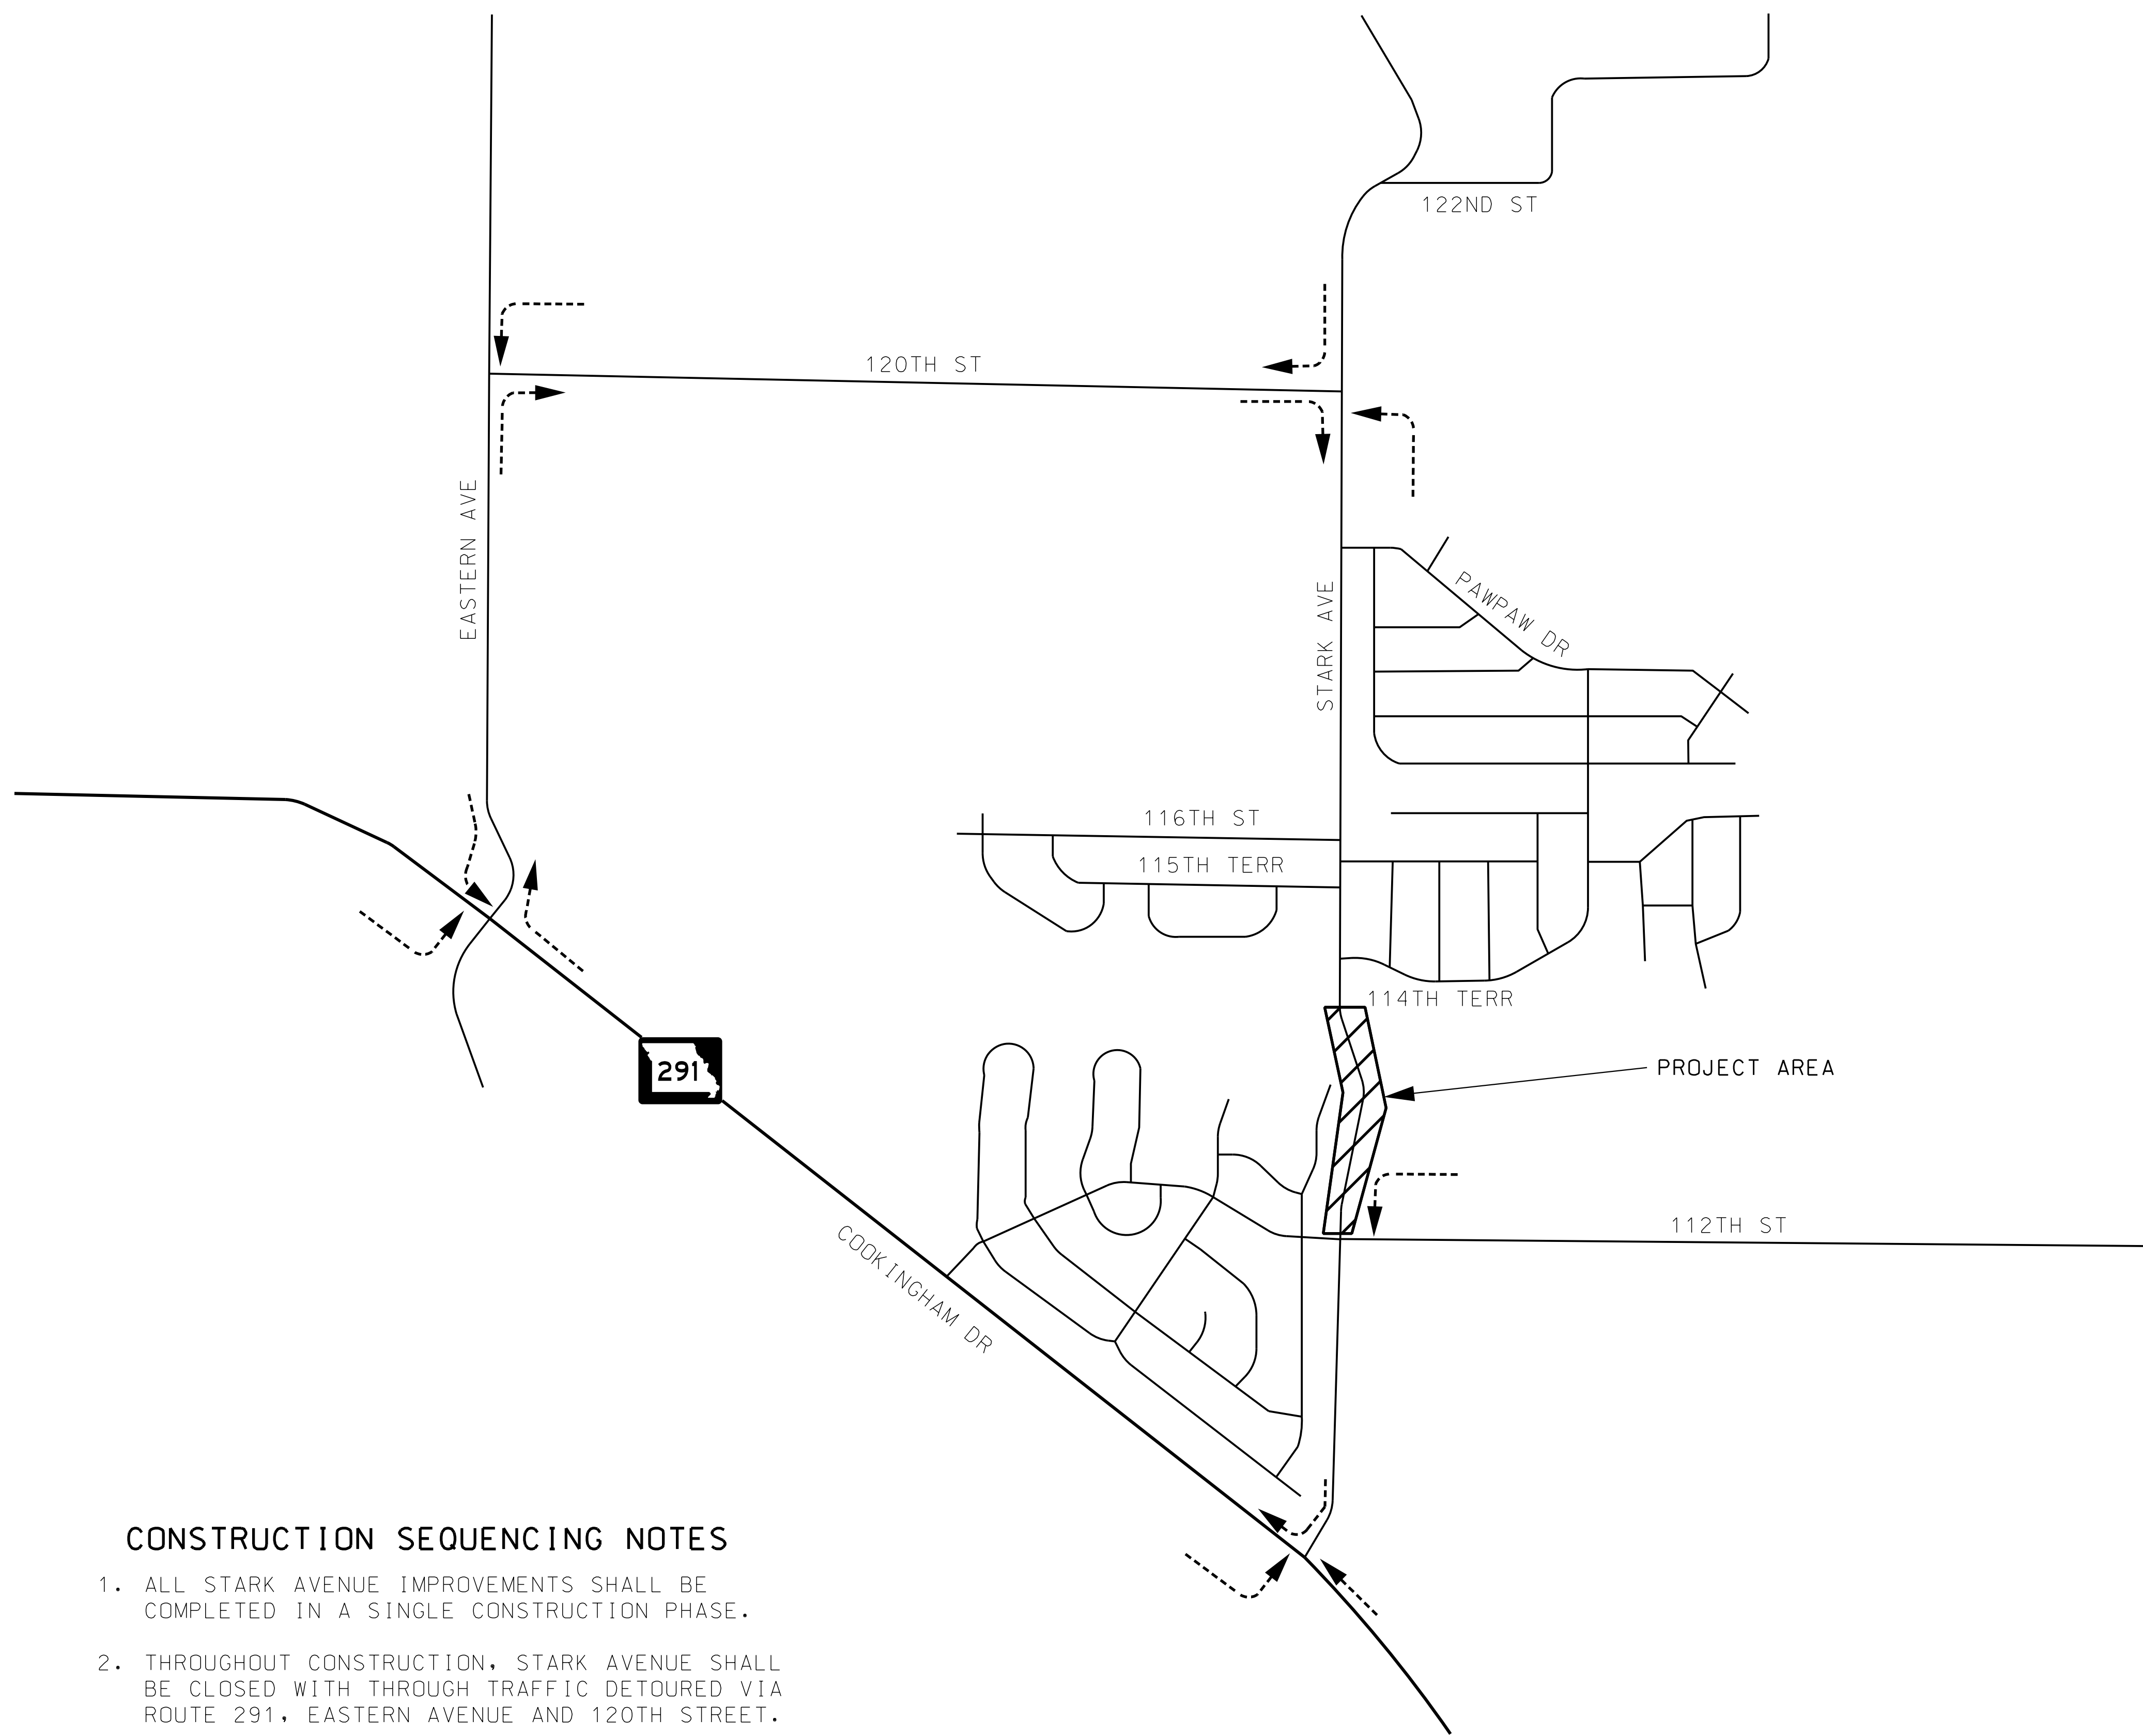 122ND ST
120TH ST
EASTERN AVE
STARK AVE
PAWPAW DR
116TH ST
115TH TERR
114TH TERR
291
PROJECT AREA
112TH ST
COOKINGHAM DR
CONSTRUCTION SEQUENCING NOTES
1. ALL STARK AVENUE IMPROVEMENTS SHALL BE
COMPLETED IN A SINGLE CONSTRUCTION PHASE.
2. THROUGHOUT CONSTRUCTION, STARK AVENUE SHALL
BE CLOSED WITH THROUGH TRAFFIC DETOURED VIA
ROUTE 291, EASTERN AVENUE AND 120TH STREET.